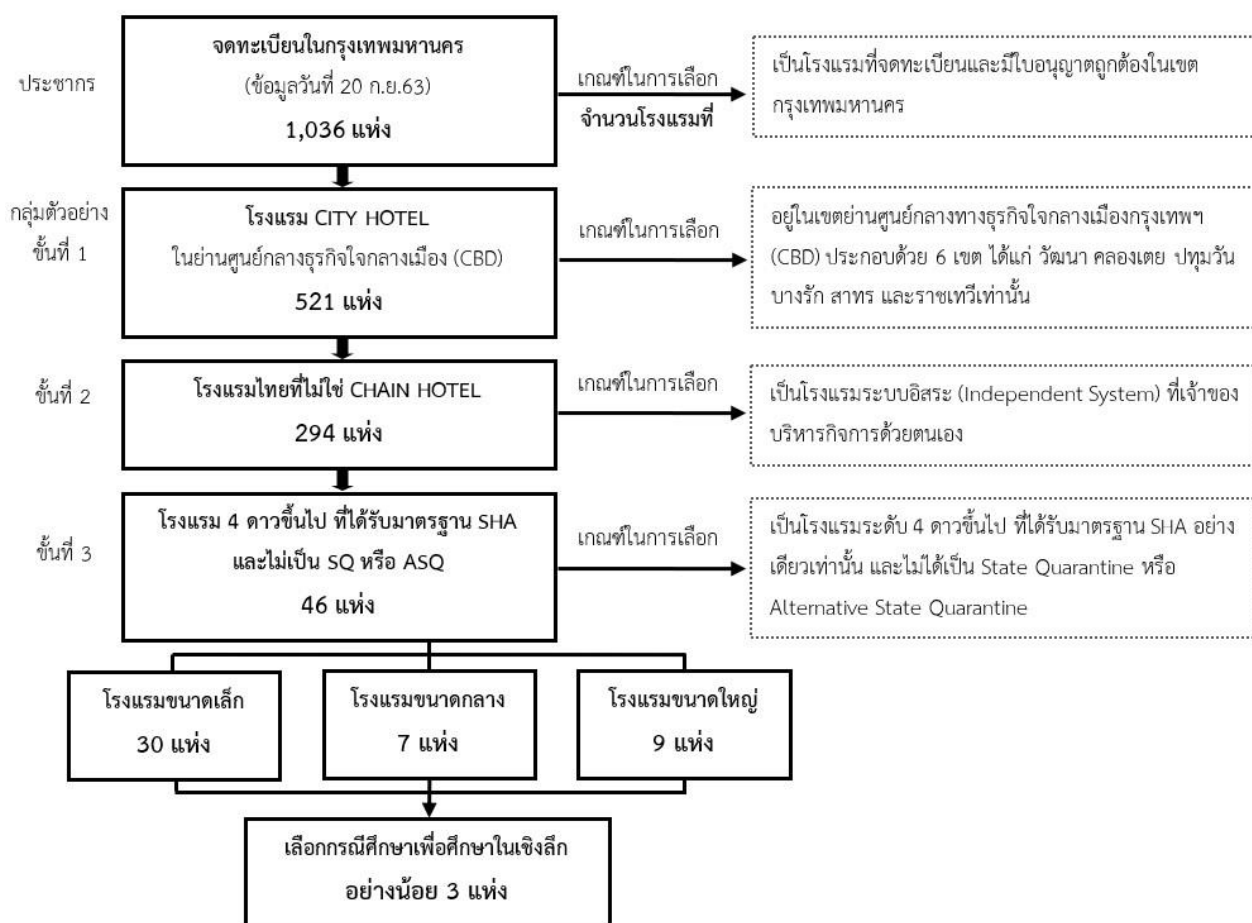 ประชากร
จดทะเบียนในกรุงเทพมหานคร
(ข้อมูลวันที่ 20 ก.ย.63)
1,036 แห่ง
เกณฑ์ในการเลือก
จำนวนโรงแรมที่
เป็นโรงแรมที่จดทะเบียนและมีใบอนุญาตถูกต้องในเขต
กรุงเทพมหานคร
กลุ่มตัวอย่าง
ขั้นที่ 1
โรงแรม CITY HOTEL
ในย่านศูนย์กลางธุรกิจใจกลางเมือง (CBD)
521 แห่ง
เกณฑ์ในการเลือก
อยู่ในเขตย่านศูนย์กลางทางธุรกิจใจกลางเมืองกรุงเทพฯ
(CBD) ประกอบด้วย 6 เขต ได้แก่ วัฒนา คลองเตย ปทุมวัน
บางรัก สาทร และราชเทวีเท่านั้น
ขั้นที่ 2
โรงแรมไทยที่ไม่ใช่ CHAIN HOTEL
294 แห่ง
เกณฑ์ในการเลือก
เป็นโรงแรมระบบอิสระ (Independent System) ที่เจ้าของ
บริหารกิจการด้วยตนเอง
ขั้นที่ 3
โรงแรม 4 ดาวขึ้นไป ที่ได้รับมาตรฐาน SHA
และไม่เป็น SQ หรือ ASQ
46 แห่ง
เกณฑ์ในการเลือก
เป็นโรงแรมระดับ 4 ดาวขึ้นไป ที่ได้รับมาตรฐาน SHA อย่าง
เดียวเท่านั้น และไม่ได้เป็น State Quarantine หรือ
Alternative State Quarantine
โรงแรมขนาดเล็ก
30 แห่ง
โรงแรมขนาดกลาง
7 แห่ง
โรงแรมขนาดใหญ่
9 แห่ง
เลือกกรณีศึกษาเพื่อศึกษาในเชิงลึก
อย่างน้อย 3 แห่ง